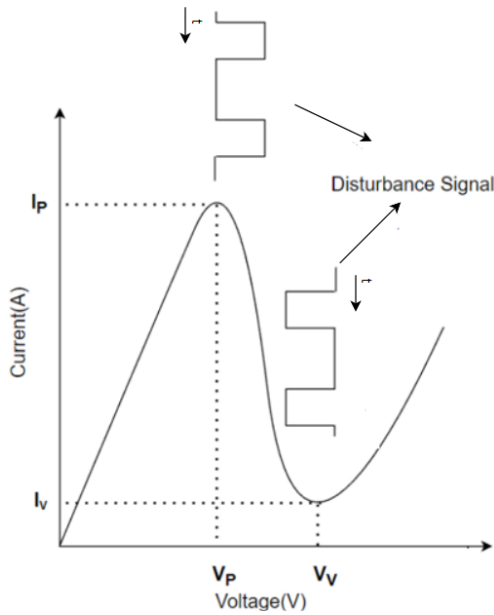 t
Disturbance Signal
I_P
t
Current(A)
I_V
V_P V_V
Voltage(V)